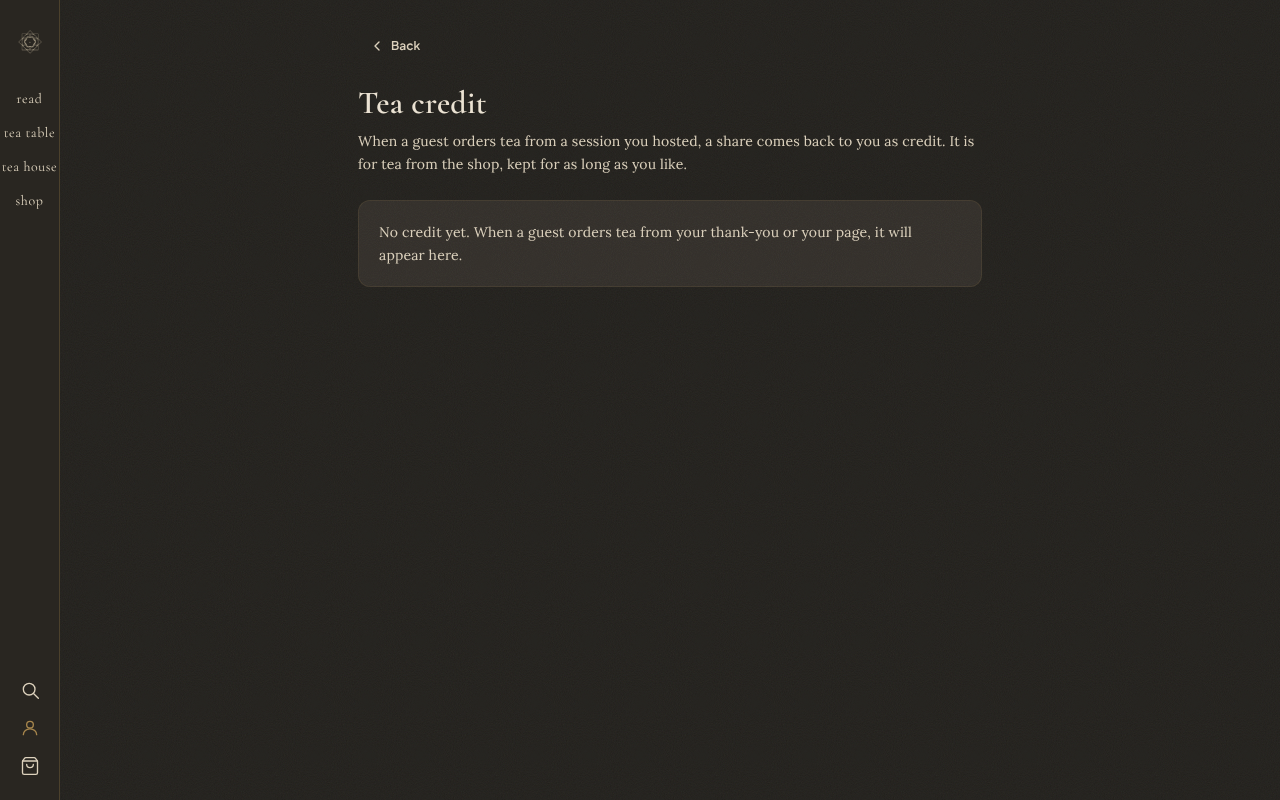 Back
read
tea table
tea house
shop
Tea credit
When a guest orders tea from a session you hosted, a share comes back to you as credit. It is
for tea from the shop, kept for as long as you like.
No credit yet. When a guest orders tea from your thank-you or your page, it will
appear here.